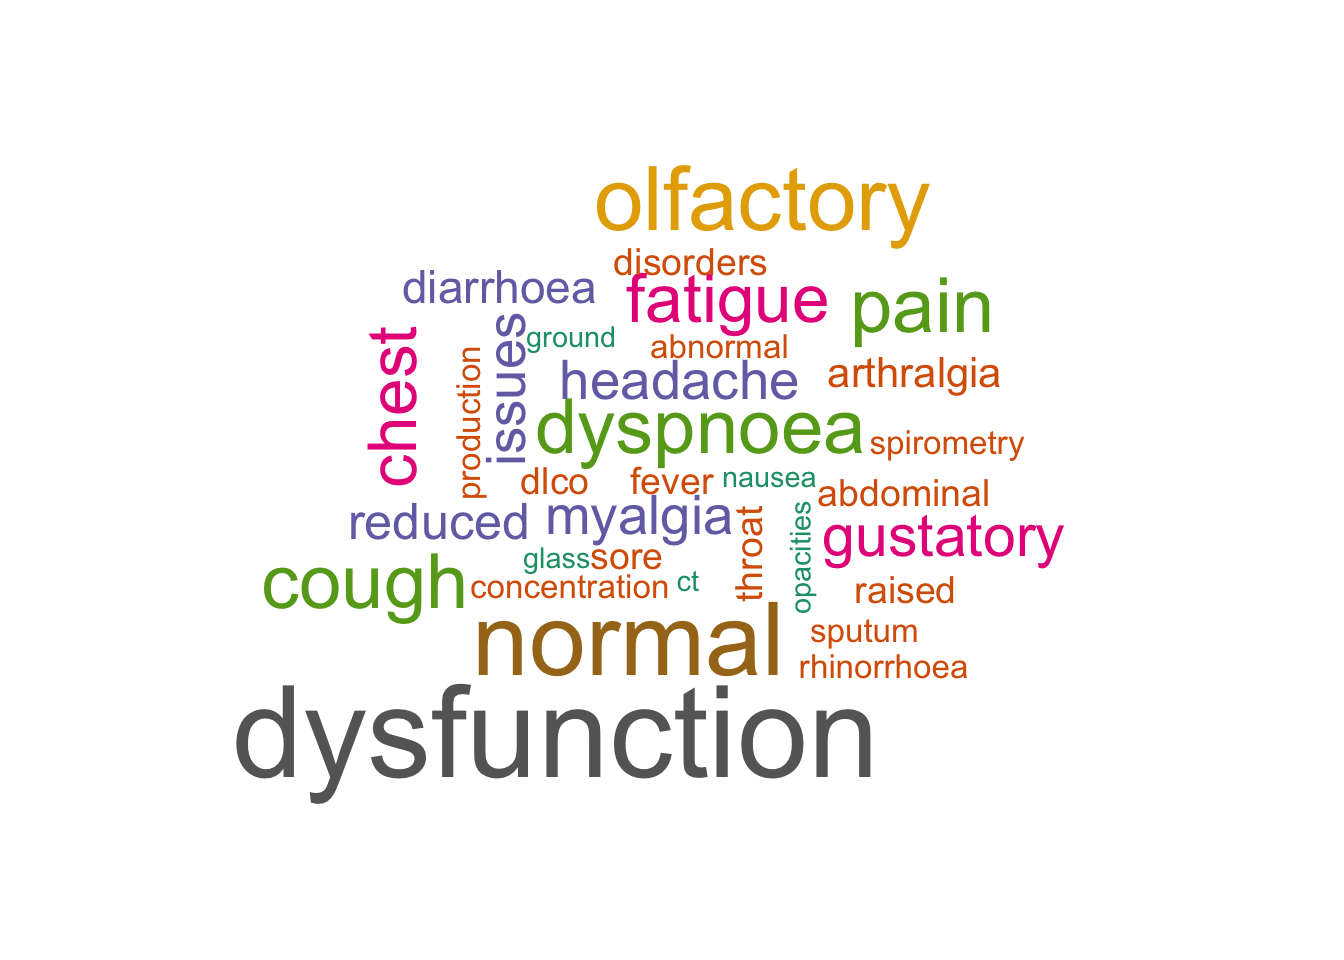 olfactory
disorders
diarrhoea
fatigue
pain
chest
production
issues
ground
abnormal
headache
arthralgia
dyspnoea
spirometry
dlco
fever
nausea
abdominal
reduced
myalgia
throat
opacities
gustatory
glass
sore
cough
concentration
ct
raised
normal
sputum
rhinorrhoea
dysfunction